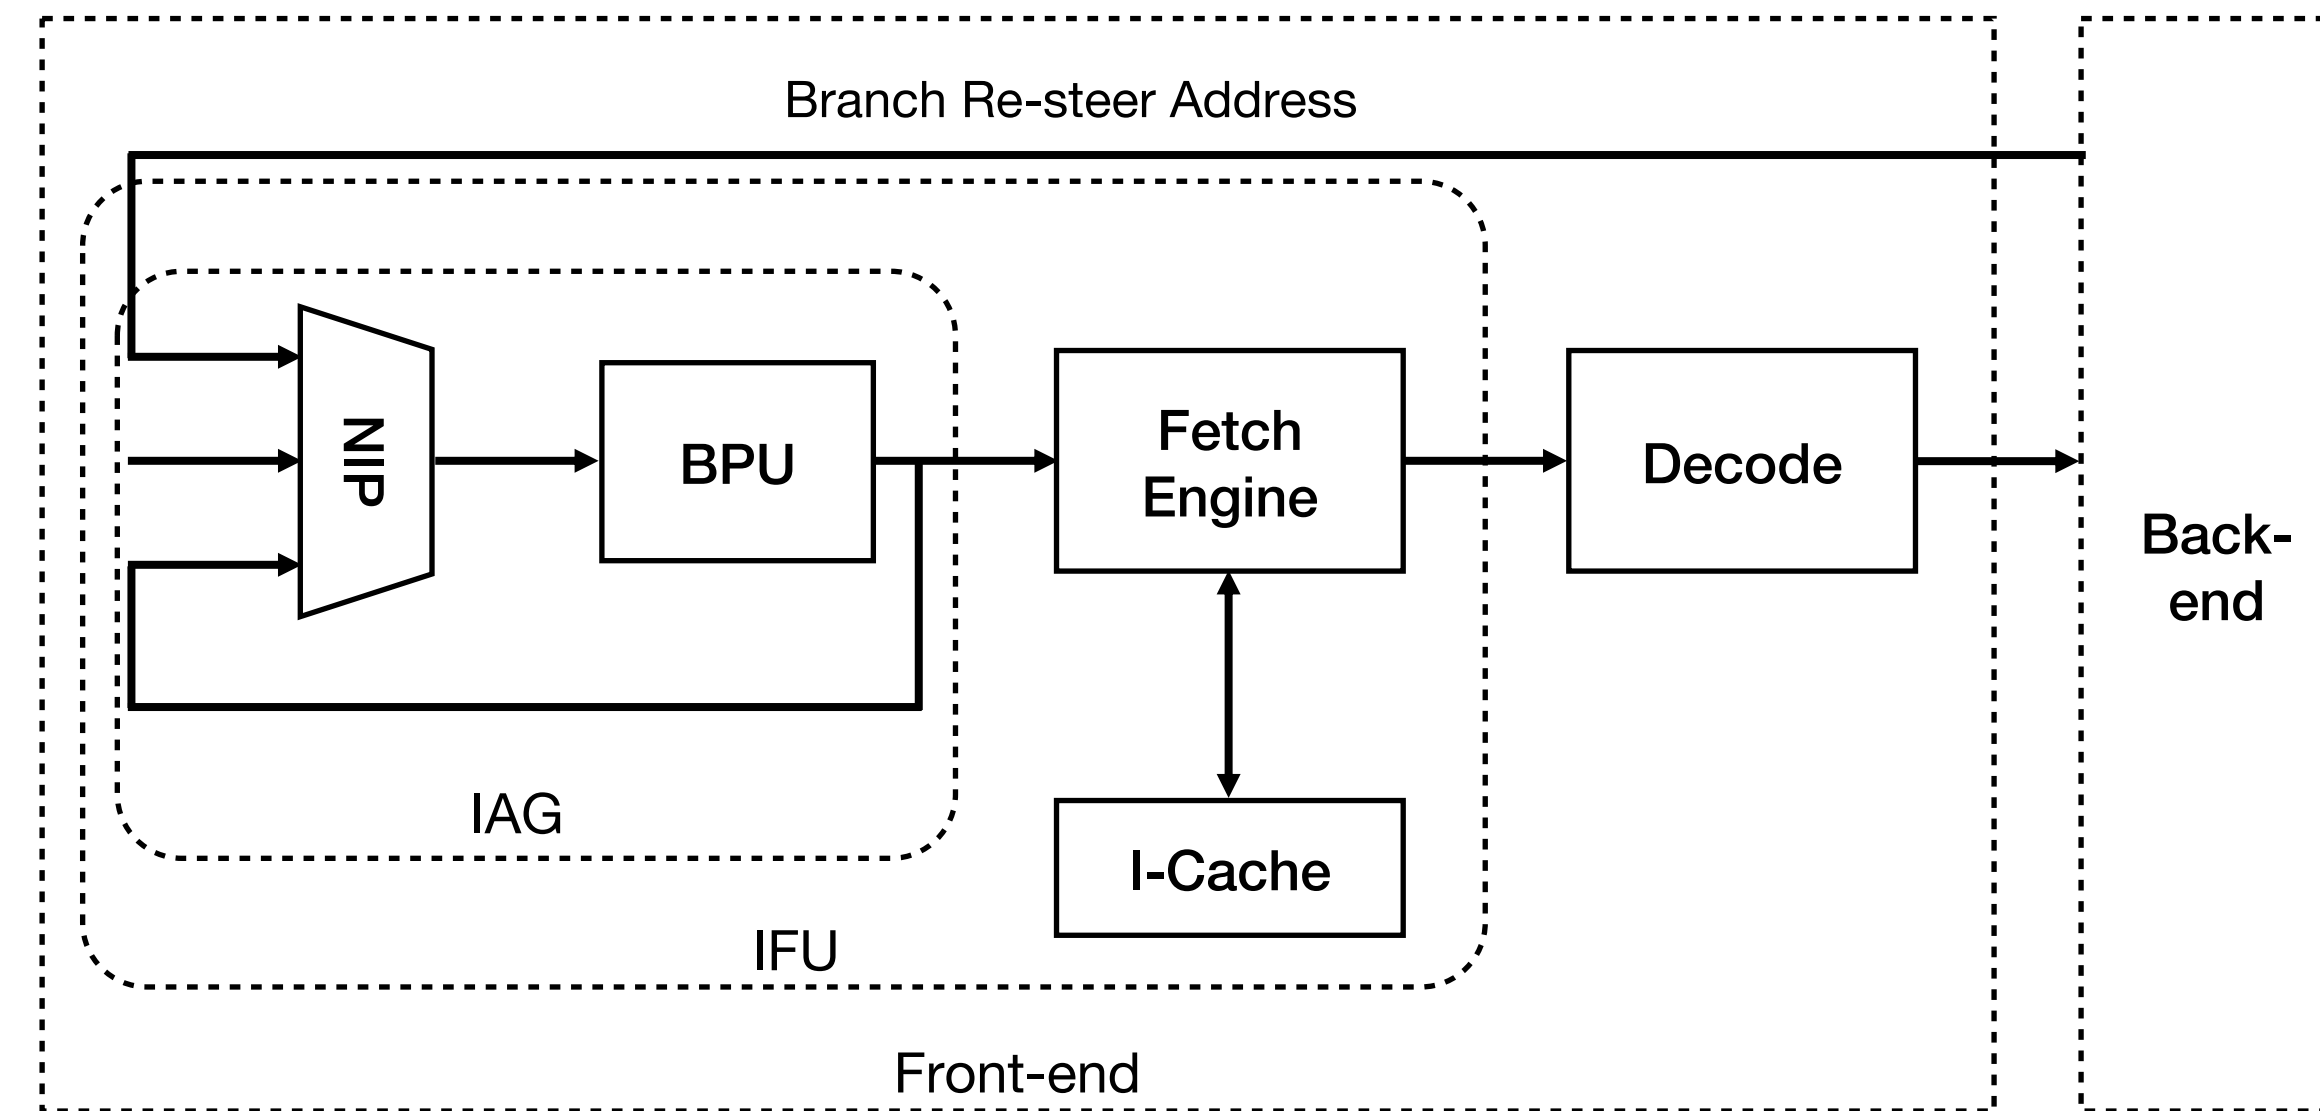 Branch Re-steer Address
NIP
BPU
Fetch
Engine
Decode
Back-
end
IAG
I-Cache
IFU
Front-end